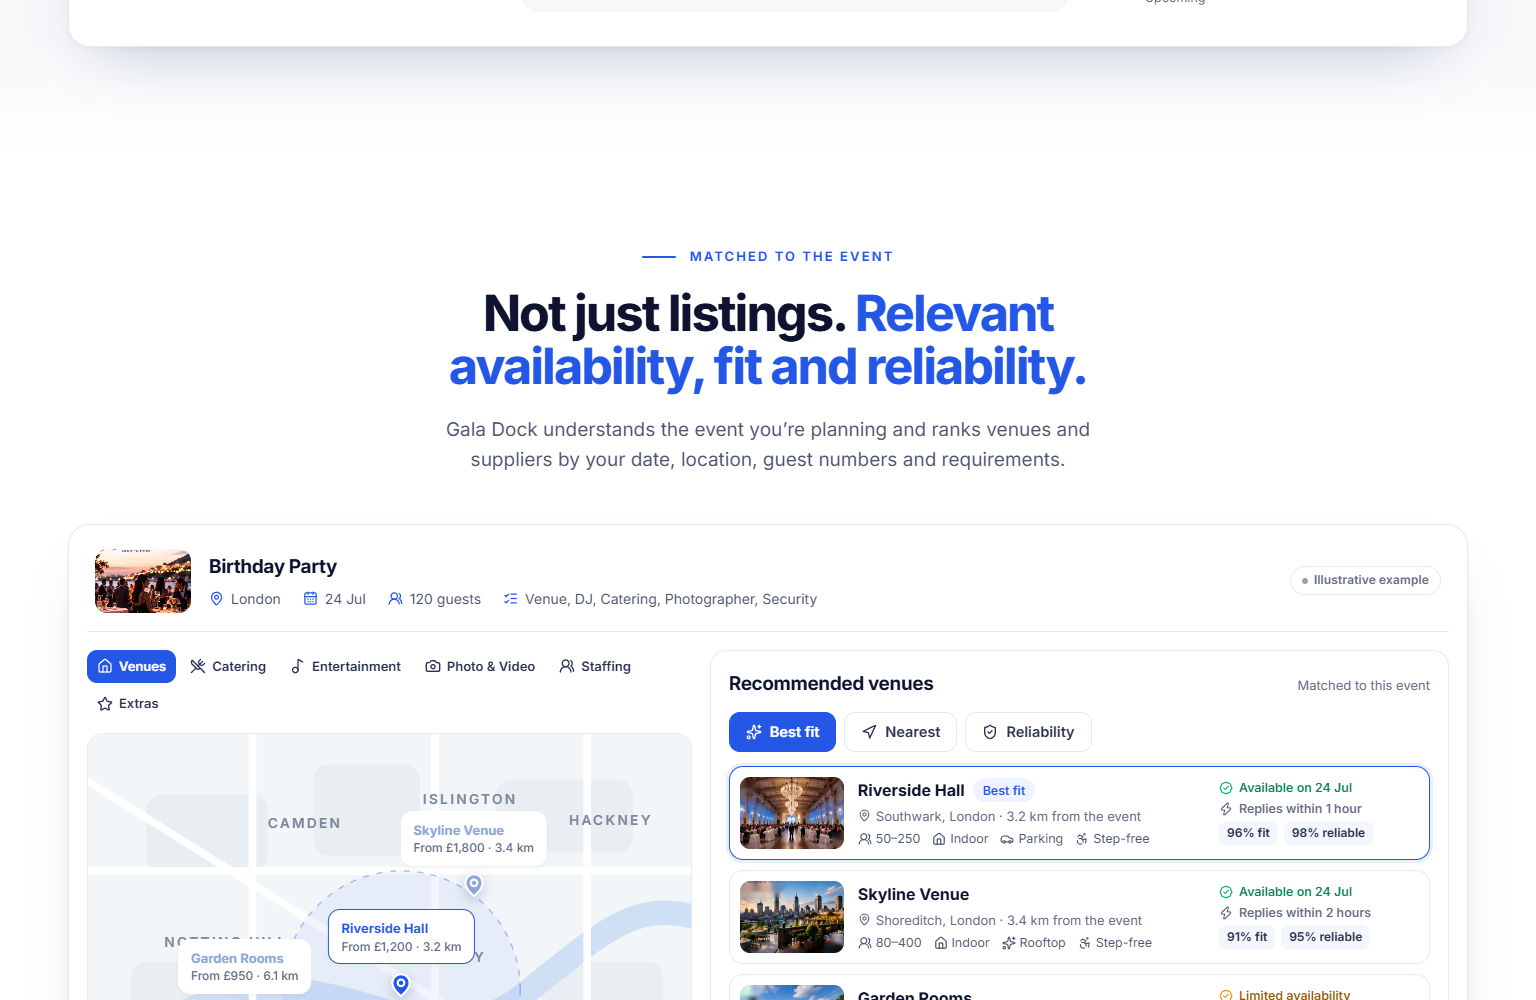 Upcoming
MATCHED TO THE EVENT
Not just listings. Relevant
availability, fit and reliability.
Gala Dock understands the event you’re planning and ranks venues and
suppliers by your date, location, guest numbers and requirements.
Birthday Party
London 24 Jul 120 guests Venue, DJ, Catering, Photographer, Security
Illustrative example
Venues Catering Entertainment Photo & Video Staffing
Extras
ISLINGTON
CAMDEN
HACKNEY
Skyline Venue
From £1,800 · 3.4 km
Riverside Hall
From £1,200 · 3.2 km
Garden Rooms
From £950 · 6.1 km
Recommended venues
Matched to this event
Best fit Nearest Reliability
Riverside Hall Best fit
Southwark, London · 3.2 km from the event
50–250 Indoor Parking Step-free
Available on 24 Jul
Replies within 1 hour
96% fit 98% reliable
Skyline Venue
Shoreditch, London · 3.4 km from the event
80–400 Indoor Rooftop Step-free
Available on 24 Jul
Replies within 2 hours
91% fit 95% reliable
Garden Rooms
Limited availability